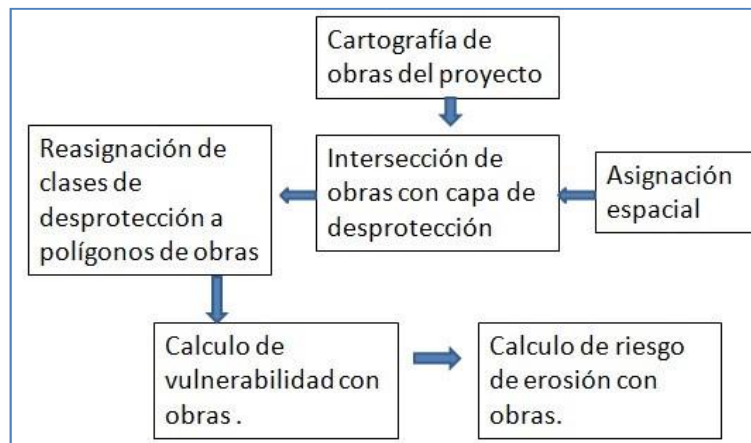 Cartografía de
obras del proyecto
Reasignación de
clases de
desprotección a
polígonos de obras
Intersección de
obras con capa de
desprotección
Asignación
espacial
Calculo de
vulnerabilidad con
obras .
Calculo de riesgo
de erosión con
obras.